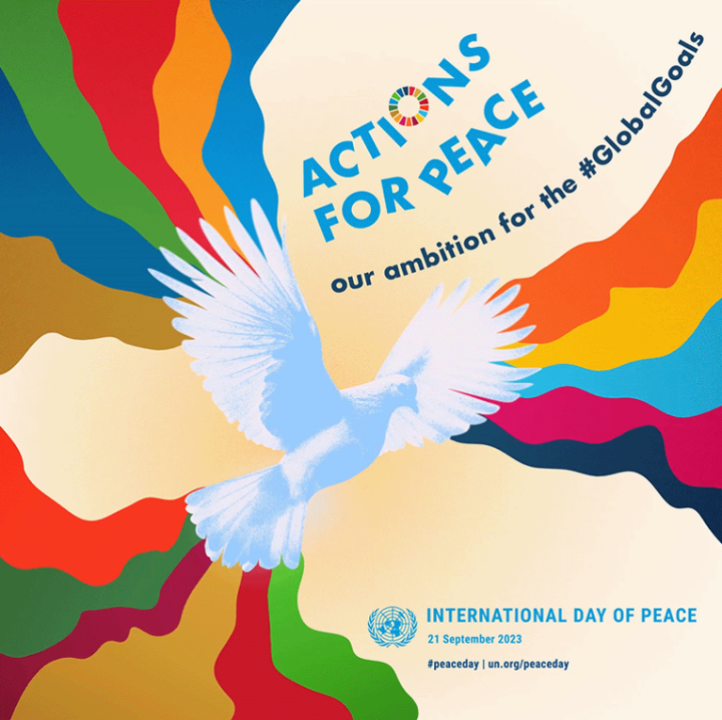 ACTIONS
FOR PEACE
our ambition for the #GlobalGoals
INTERNATIONAL DAY OF PEACE
21 September 2023
#peaceday | un.org/peaceday